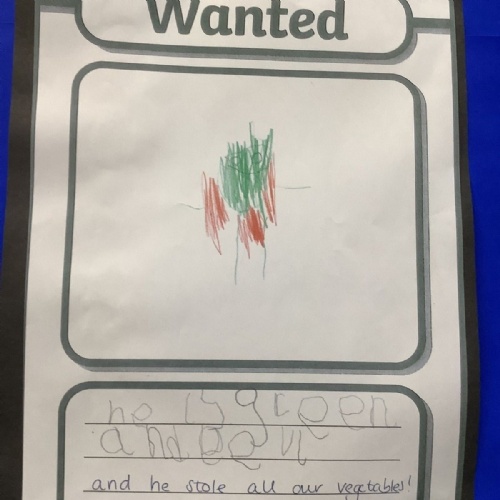 Wanted
he is green
and
and he stole all our vegetables!